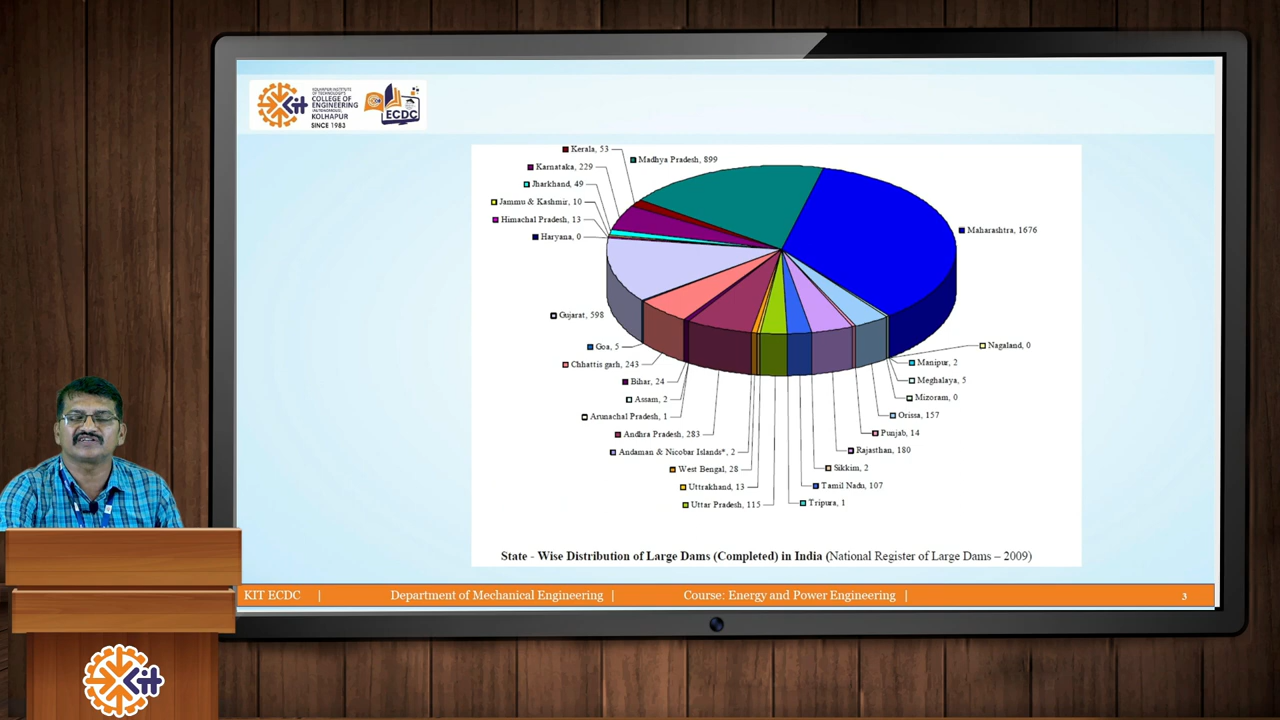 Kit
KOLHAPUR INSTITUTE
OF TECHNOLOGY'S
COLLEGE OF
ENGINEERING
(AUTONOMOUS),
KOLHAPUR
SINCE 1983
ECDC
Kerala, 53
Madhya Pradesh, 899
Karnataka, 229
Jharkhand, 49
Jammu & Kashmir, 10
Himachal Pradesh, 13
Haryana, 0
Maharashtra, 1676
Gujarat, 598
Goa, 5
Chhattis garh, 243
Bihar, 24
Assam, 2
Arunachal Pradesh, 1
Andhra Pradesh, 283
Andaman & Nicobar Islands*, 2
West Bengal, 28
Uttrakhand, 13
Uttar Pradesh, 115
Nagaland, 0
Manipur, 2
Meghalaya, 5
Mizoram, 0
Orissa, 157
Punjab, 14
Rajasthan, 180
Sikkim, 2
Tamil Nadu, 107
Tripura, 1
State - Wise Distribution of Large Dams (Completed) in India (National Register of Large Dams – 2009)
KIT ECDC | Department of Mechanical Engineering | Course: Energy and Power Engineering | 3
Kit